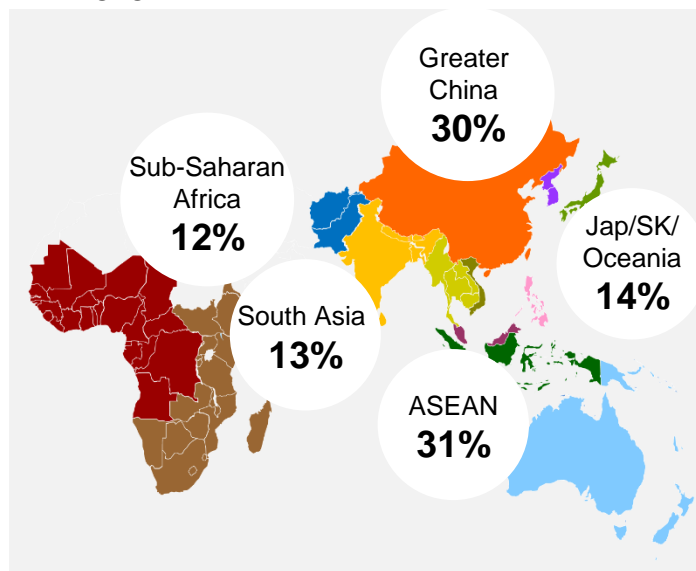 Greater
China
30%
Sub-Saharan
Africa
12%
Jap/SK/
Oceania
14%
South Asia
13%
ASEAN
31%